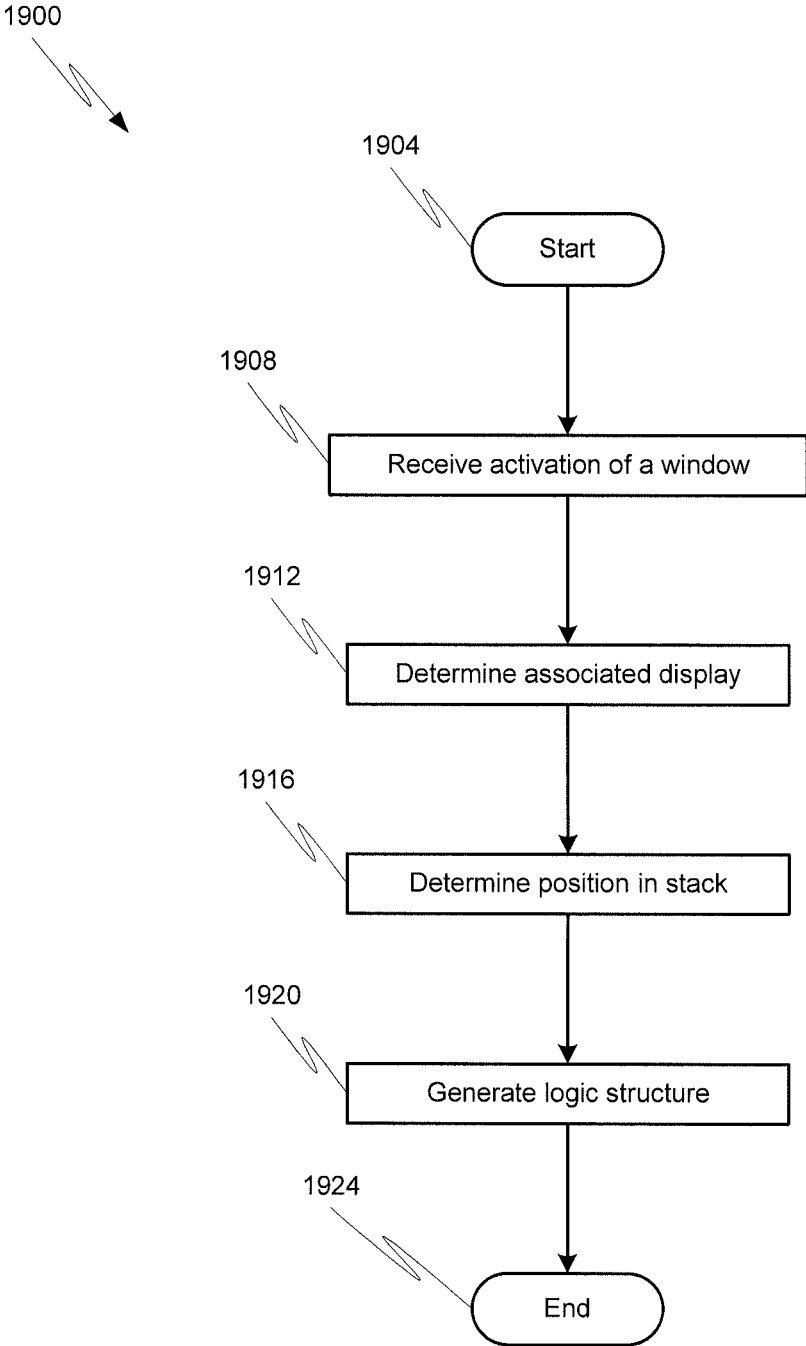 1900
1904
Start
1908
Receive activation of a window
1912
Determine associated display
1916
Determine position in stack
1920
Generate logic structure
1924
End